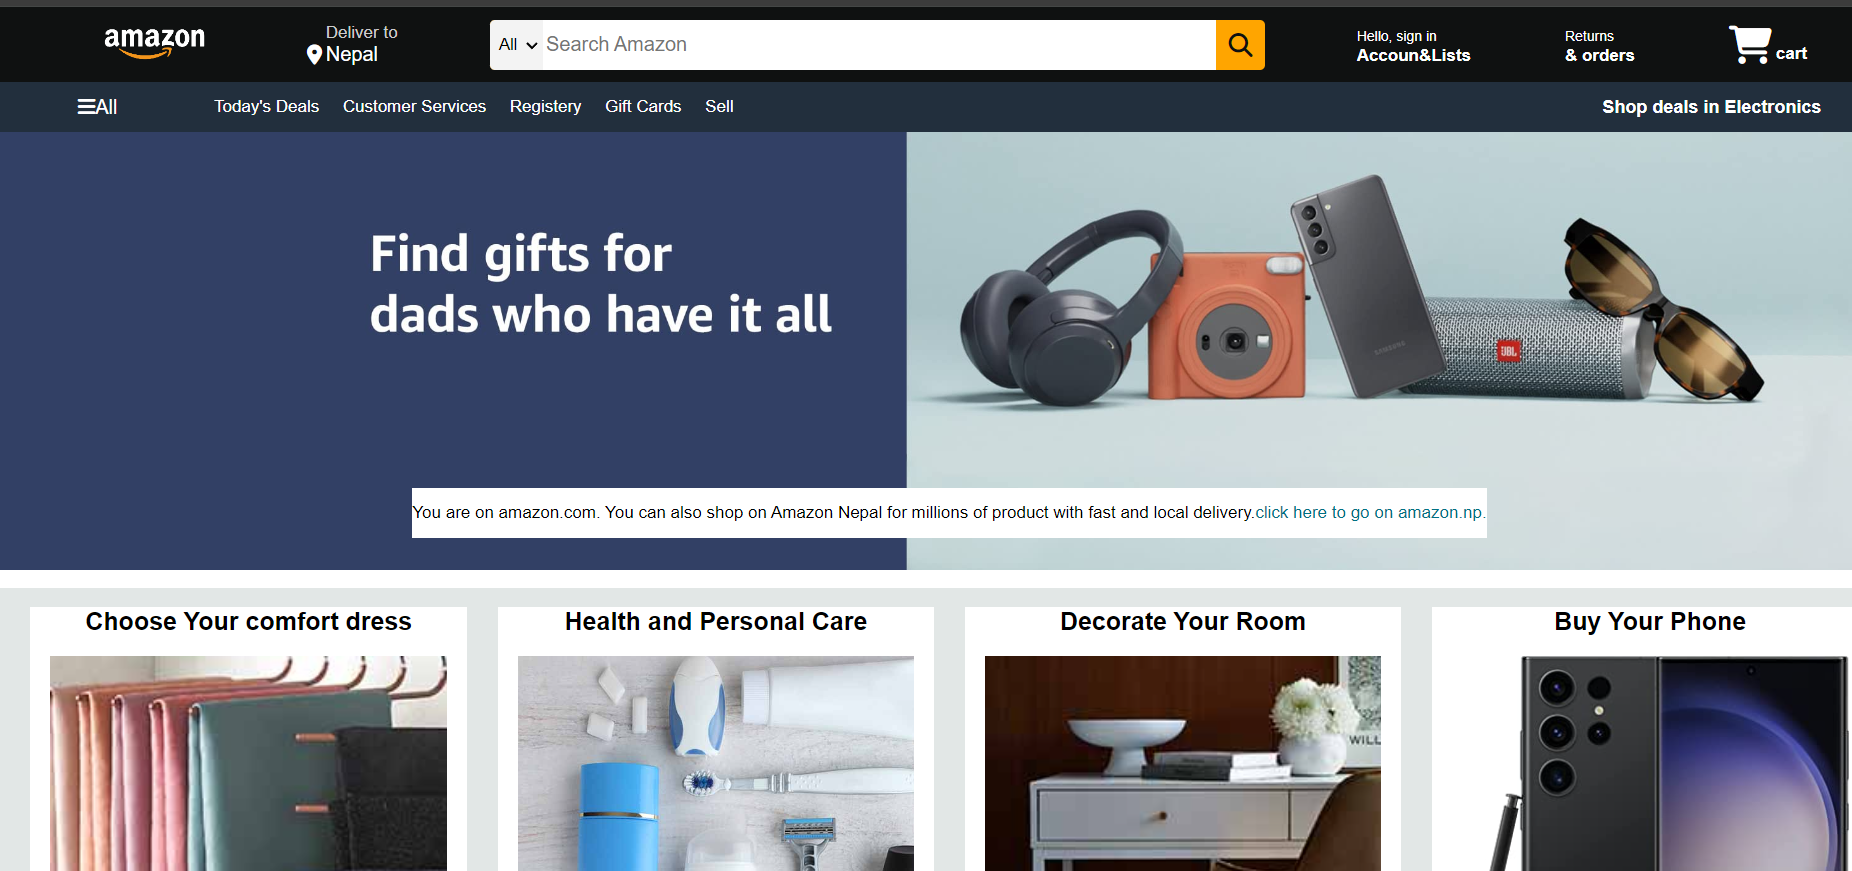 amazon
Deliver to
Nepal
All
Search Amazon
Hello, sign in
Accoun&Lists
Returns
& orders
cart
All
Today's Deals
Customer Services
Registery
Gift Cards
Sell
Shop deals in Electronics
Find gifts for
dads who have it all
SAMSUNG
JBL
You are on amazon.com. You can also shop on Amazon Nepal for millions of product with fast and local delivery.click here to go on amazon.np.
Choose Your comfort dress
Health and Personal Care
Decorate Your Room
Buy Your Phone
WILL